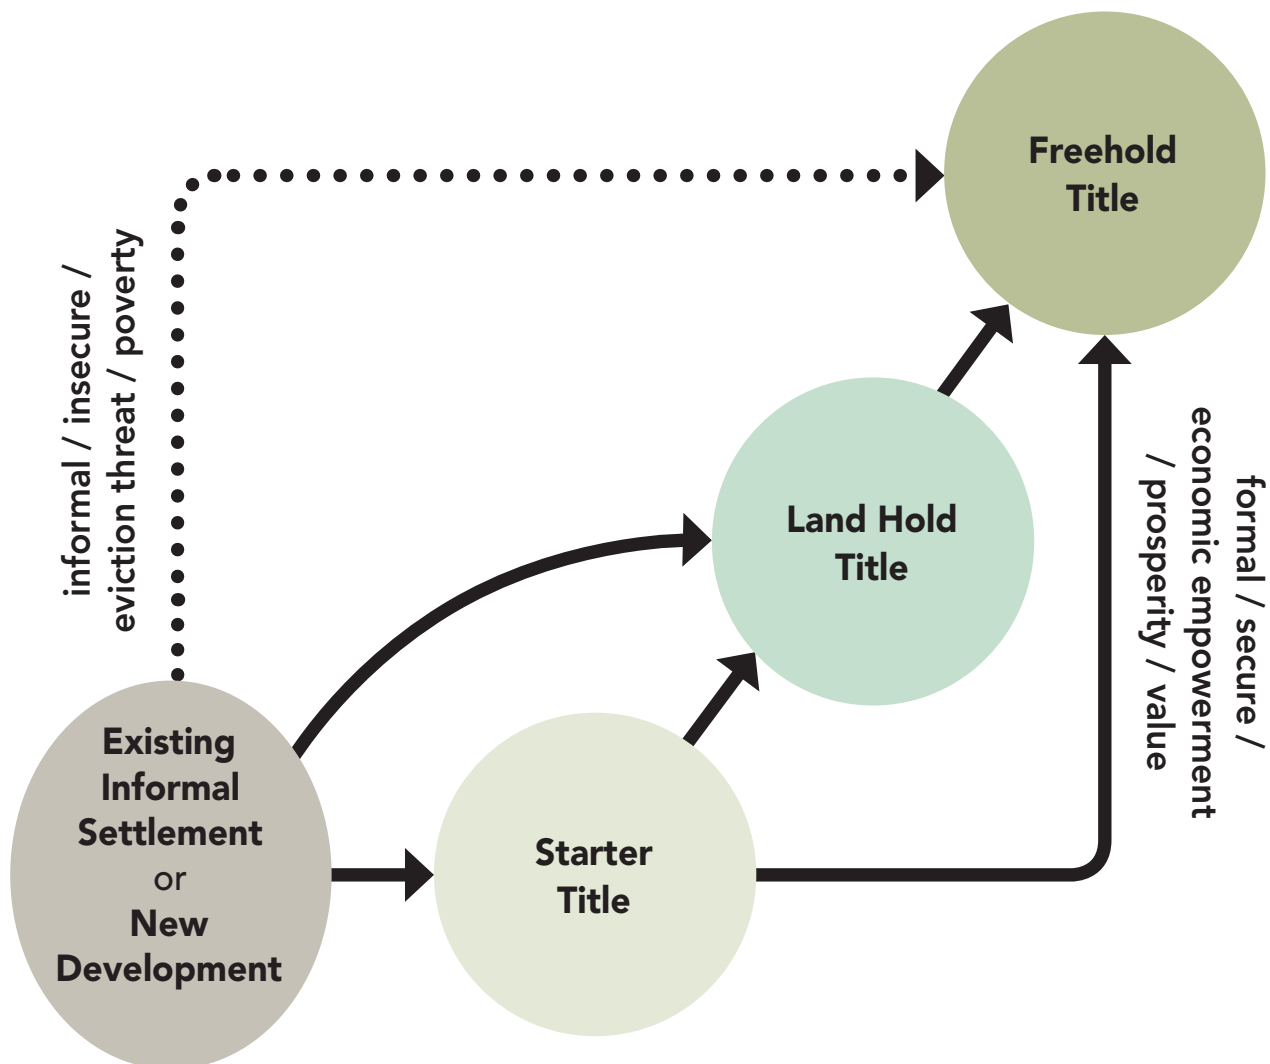 Freehold
Title
informal / insecure /
eviction threat / poverty
Land Hold
Title
formal / secure /
economic empowerment
/ prosperity / value
Existing
Informal
Settlement
or
New
Development
Starter
Title